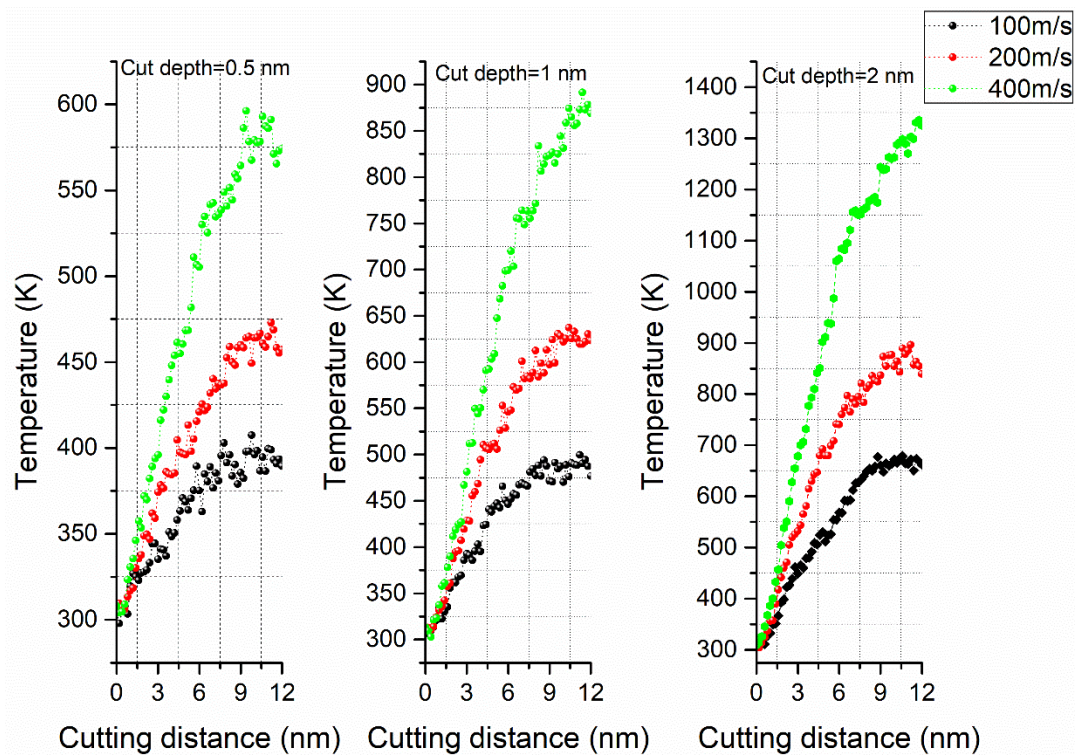 100m/s
200m/s
400m/s
Cut depth=0.5 nm
600
550
500
450
400
350
300
Temperature (K)
0 3 6 9 12
Cutting distance (nm)
Cut depth=1 nm
900
850
800
750
700
650
600
550
500
450
400
350
300
Temperature (K)
0 3 6 9 12
Cutting distance (nm)
Cut depth=2 nm
1400
1300
1200
1100
1000
900
800
700
600
500
400
300
Temperature (K)
0 3 6 9 12
Cutting distance (nm)